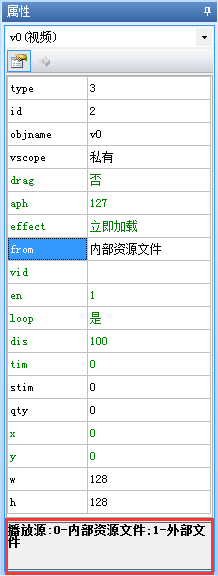 属性
v0(视频)
type 3
id 2
objname v0
vscope 私有
drag 否
aph 127
effect 立即加载
from 内部资源文件
vid
en 1
loop 是
dis 100
tim 0
stim 0
qty 0
x 0
y 0
w 128
h 128
播放源:0-内部资源文件;1-外部文
件